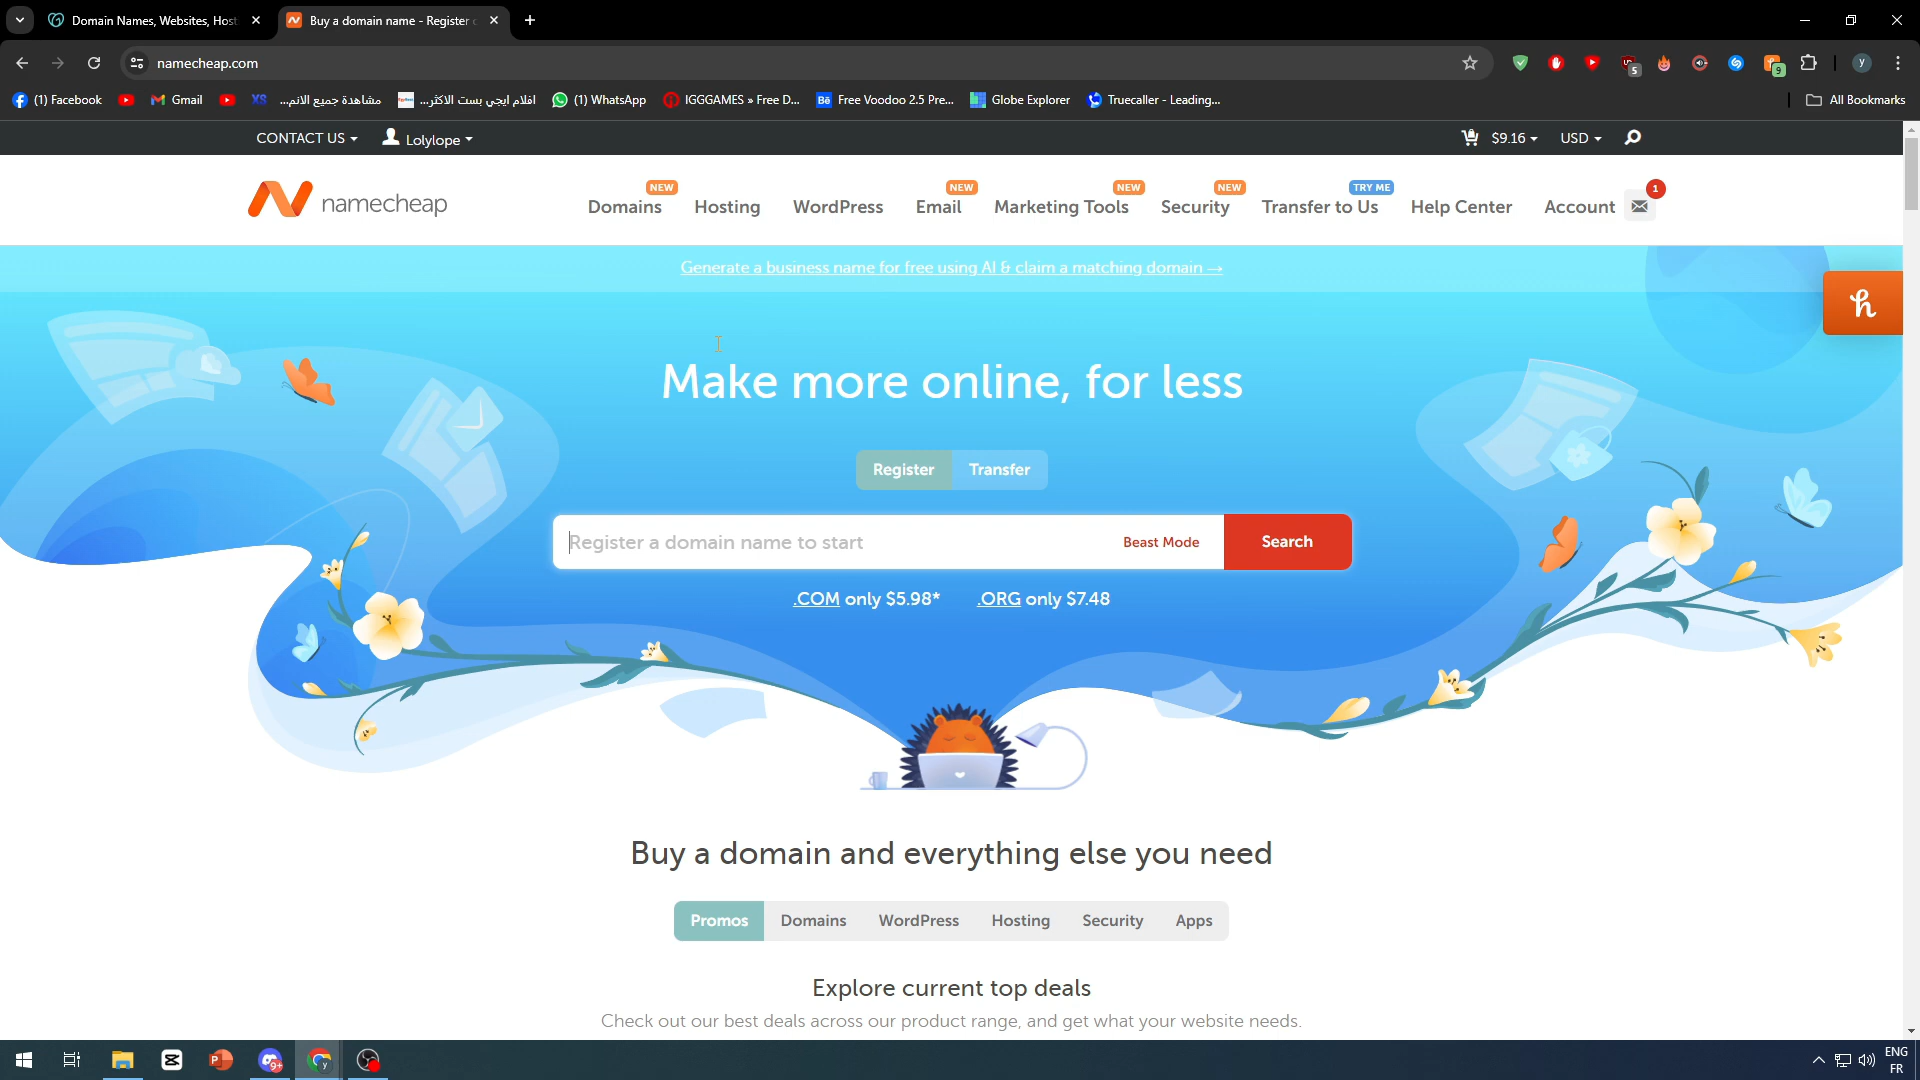 Domain Names, Websites, Host
Buy a domain name - Register
namecheap.com
5
9
y
(1) Facebook
Gmail
XS
مشاهدة جميع الانم...
افلام ايجي بست الاكثر...
(1) WhatsApp
IGGGAMES » Free D...
Bē Free Voodoo 2.5 Pre...
Globe Explorer
Truecaller - Leading...
All Bookmarks
CONTACT US
Lolylope
$9.16
USD
namecheap
NEW
NEW
NEW
NEW
TRY ME
1
Domains
Hosting
WordPress
Email
Marketing Tools
Security
Transfer to Us
Help Center
Account
Generate a business name for free using AI & claim a matching domain →
Make more online, for less
Register
Transfer
Register a domain name to start
Beast Mode
Search
.COM only $5.98*
.ORG only $7.48
Buy a domain and everything else you need
Promos
Domains
WordPress
Hosting
Security
Apps
Explore current top deals
Check out our best deals across our product range, and get what your website needs.
9+
y
ENG
FR